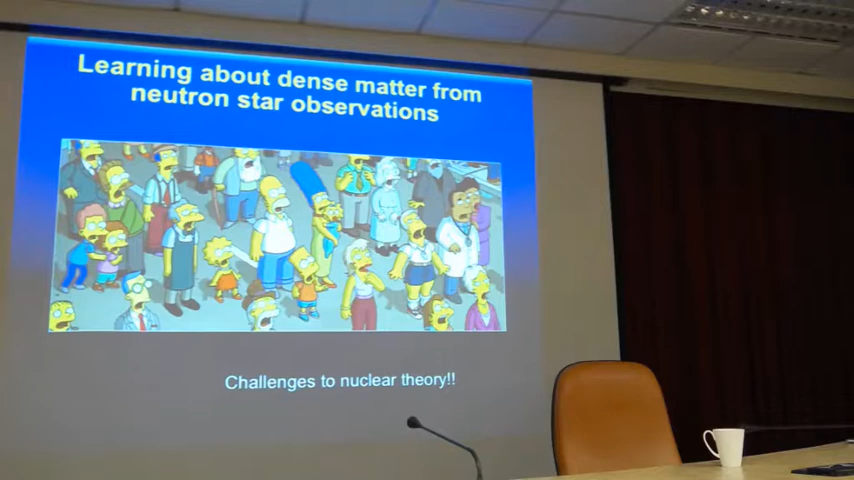 Learning about dense matter from
neutron star observations
Challenges to nuclear theory!!